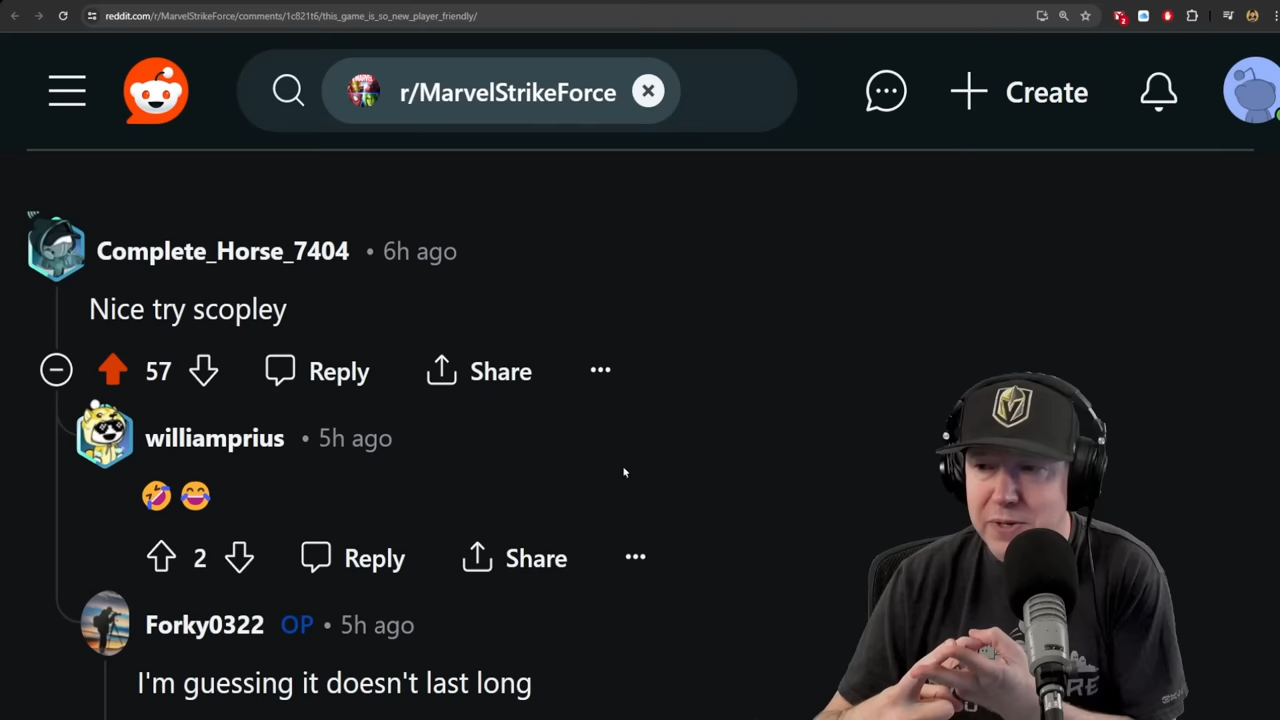 reddit.com/r/MarvelStrikeForce/comments/1c821t6/this_game_is_so_new_player_friendly/
2
r/MarvelStrikeForce
Create
Complete_Horse_7404 • 6h ago
Nice try scopley
57 Reply Share
williamprius • 5h ago
🤣 😂
2 Reply Share
Forky0322 OP • 5h ago
I'm guessing it doesn't last long